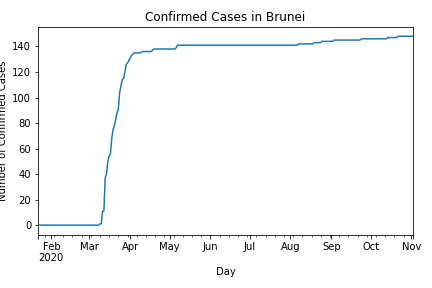 Confirmed Cases in Brunei
Number of Confirmed Cases
140
120
100
80
60
40
20
0
Feb Mar Apr May Jun Jul Aug Sep Oct Nov
2020
Day